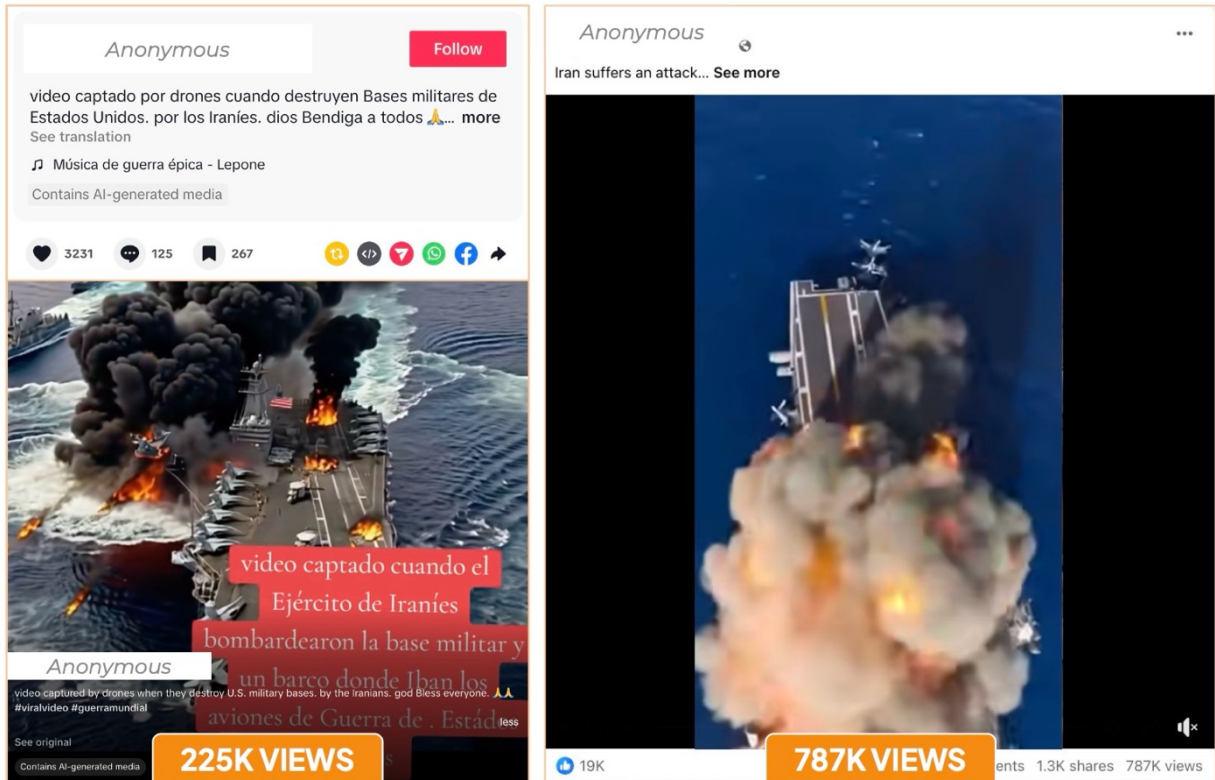 Anonymous
Follow
video captado por drones cuando destruyen Bases militares de
Estados Unidos. por los Iraníes. dios Bendiga a todos 🙏... more
See translation
Música de guerra épica - Lepone
Contains AI-generated media
3231
125
267
video captado cuando el
Ejército de Iraníes
bombardearon la base militar y
un barco donde Iban los
aviones de Guerra de . Estádos
s
Anonymous
video captured by drones when they destroy U.S. military bases. by the Iranians. god Bless everyone. 🙏🙏
#viralvideo #guerramundial
less
See original
Contains AI-generated media
225K VIEWS
Anonymous
Iran suffers an attack... See more
19K
787K VIEWS
ents 1.3K shares 787K views